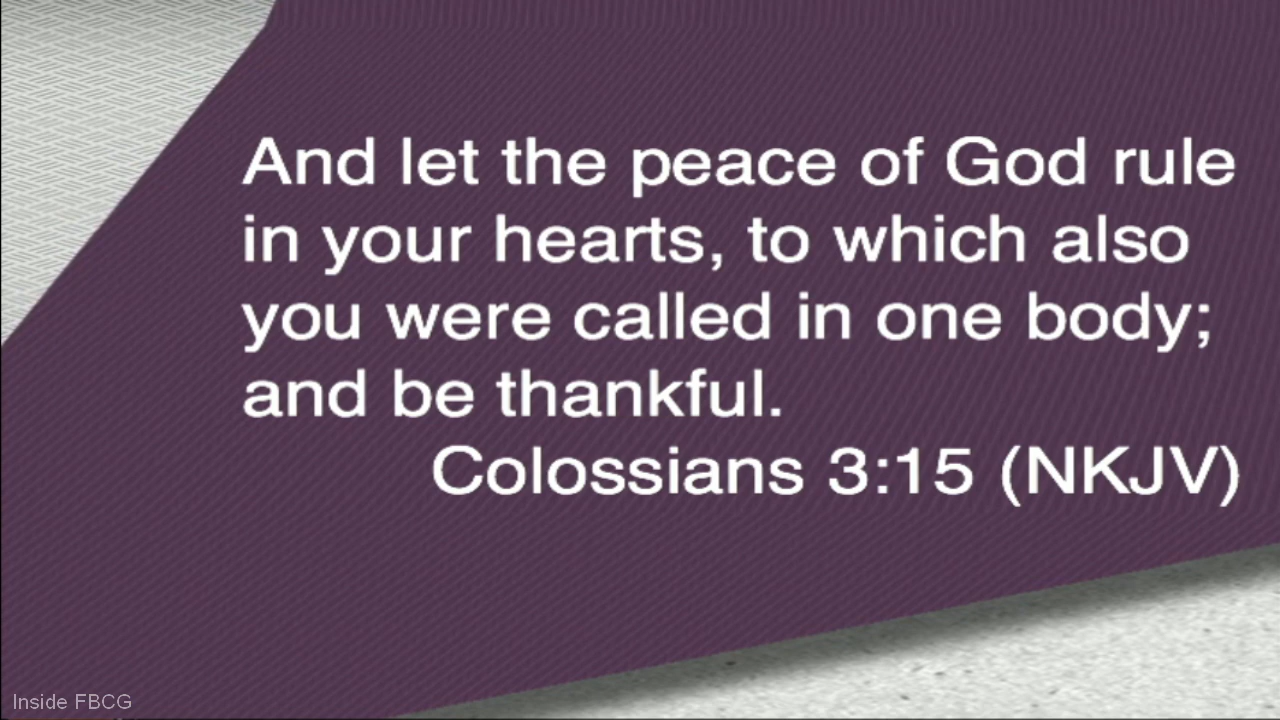 And let the peace of God rule
in your hearts, to which also
you were called in one body;
and be thankful.
Colossians 3:15 (NKJV)
Inside FBCG